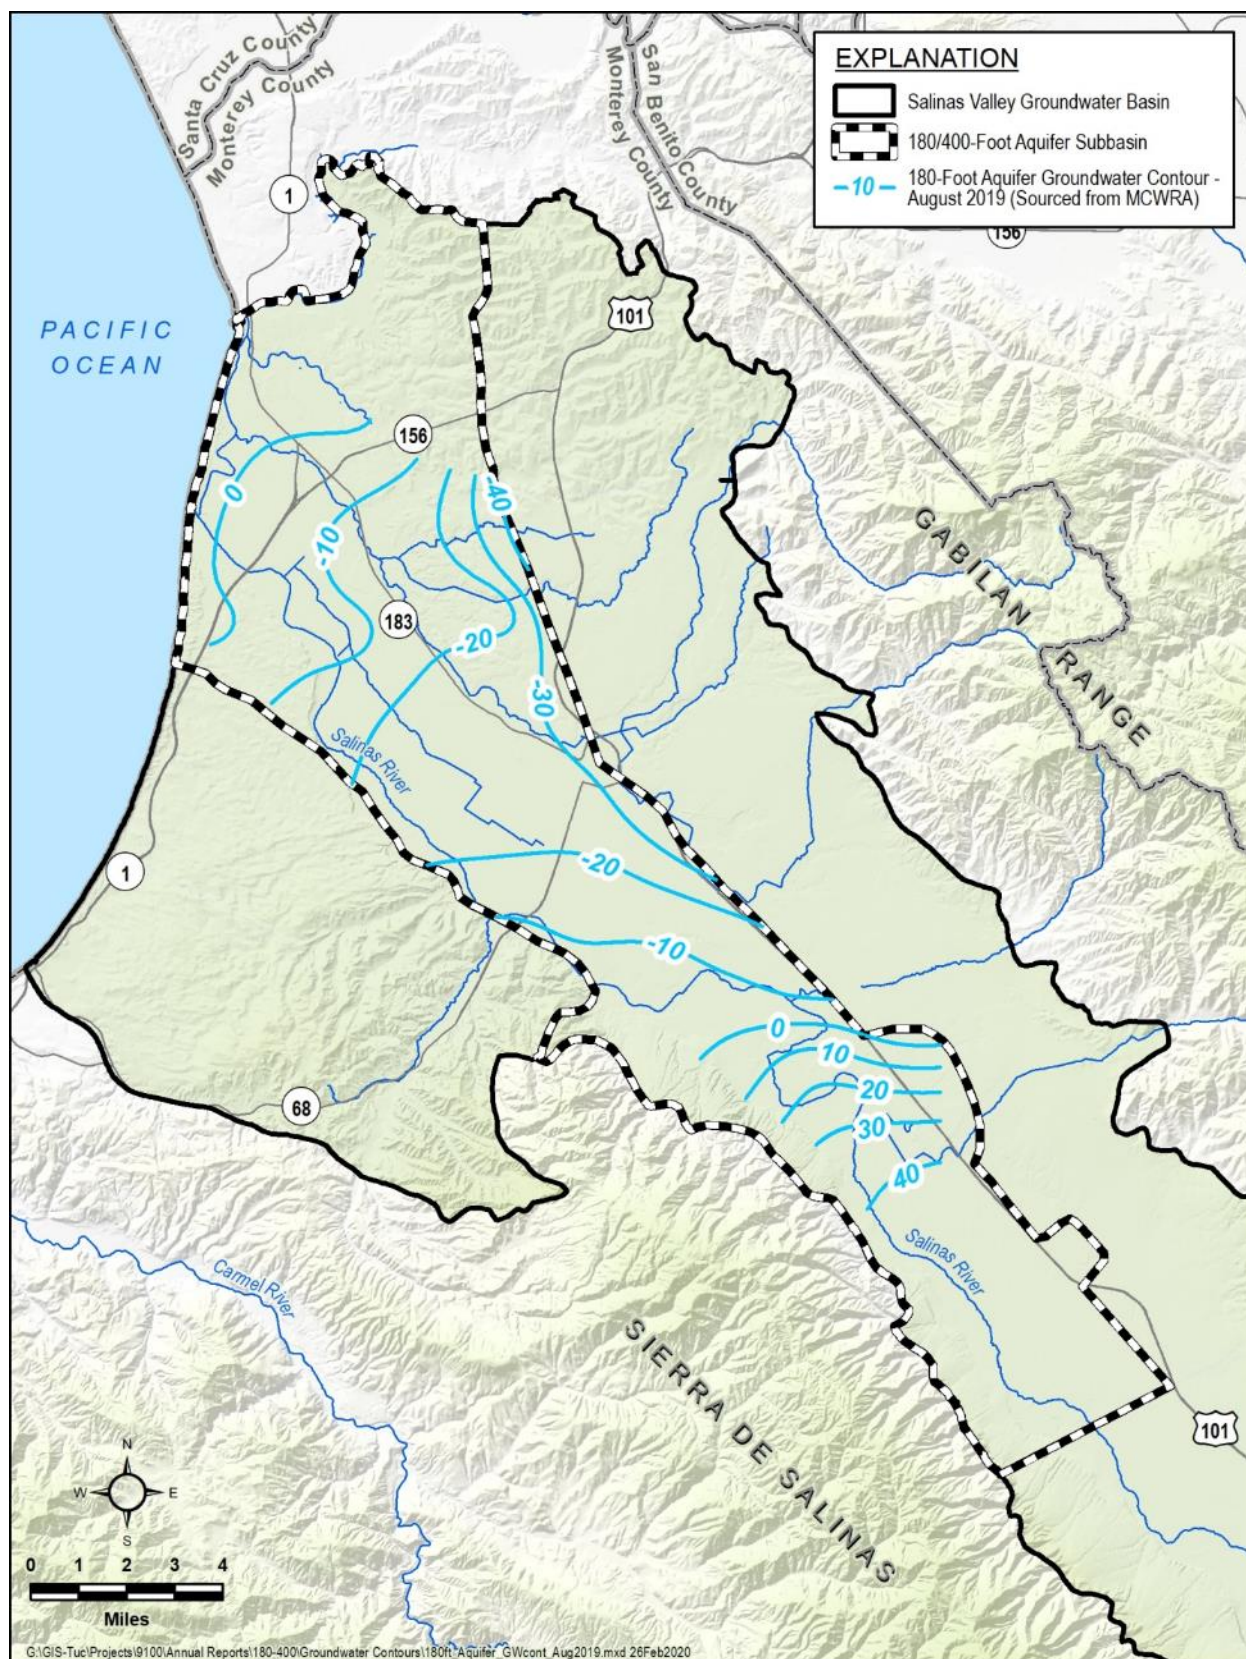 EXPLANATION
Salinas Valley Groundwater Basin
180/400-Foot Aquifer Subbasin
-10
180-Foot Aquifer Groundwater Contour -
August 2019 (Sourced from MCWRA)
Santa Cruz County
Monterey County
San Benito County
Monterey County
1
156
101
PACIFIC
OCEAN
156
0
-10
-40
183
-20
-30
GABILAN
RANGE
Salinas River
1
-20
-10
0
10
20
30
40
68
Salinas River
Carmel River
SIERRA DE SALINAS
101
N
W
E
S
0 1 2 3 4
Miles
G:\GIS-Tuc\Projects\9100\Annual Reports\180-400\Groundwater Contours\180ft_Aquifer_GWcont_Aug2019.mxd 26Feb2020